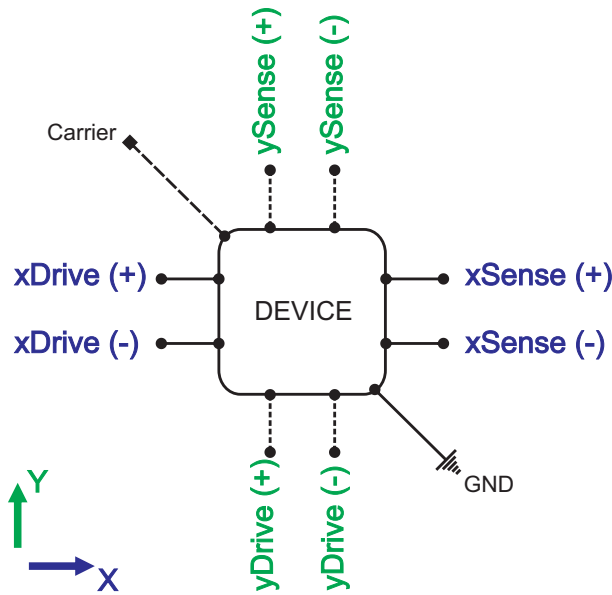 ySense (+)
ySense (-)
Carrier
xDrive (+)
xSense (+)
DEVICE
xDrive (-)
xSense (-)
yDrive (+)
yDrive (-)
GND
Y
X